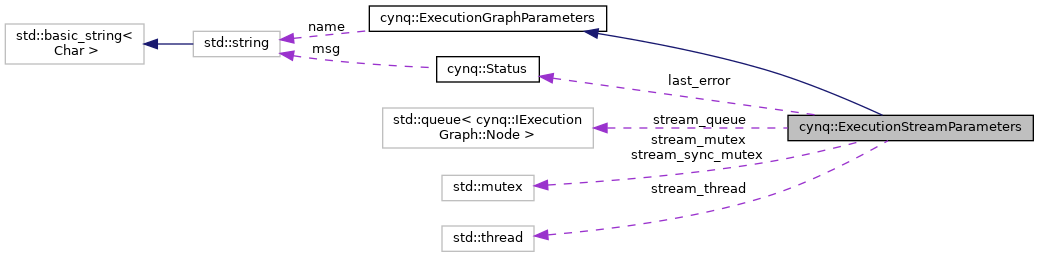 cynq::ExecutionGraphParameters
name
std::basic_string<
Char >
std::string
msg
cynq::Status
last_error
std::queue< cynq::IExecution
Graph::Node >
stream_queue
cynq::ExecutionStreamParameters
stream_mutex
stream_sync_mutex
std::mutex
stream_thread
std::thread